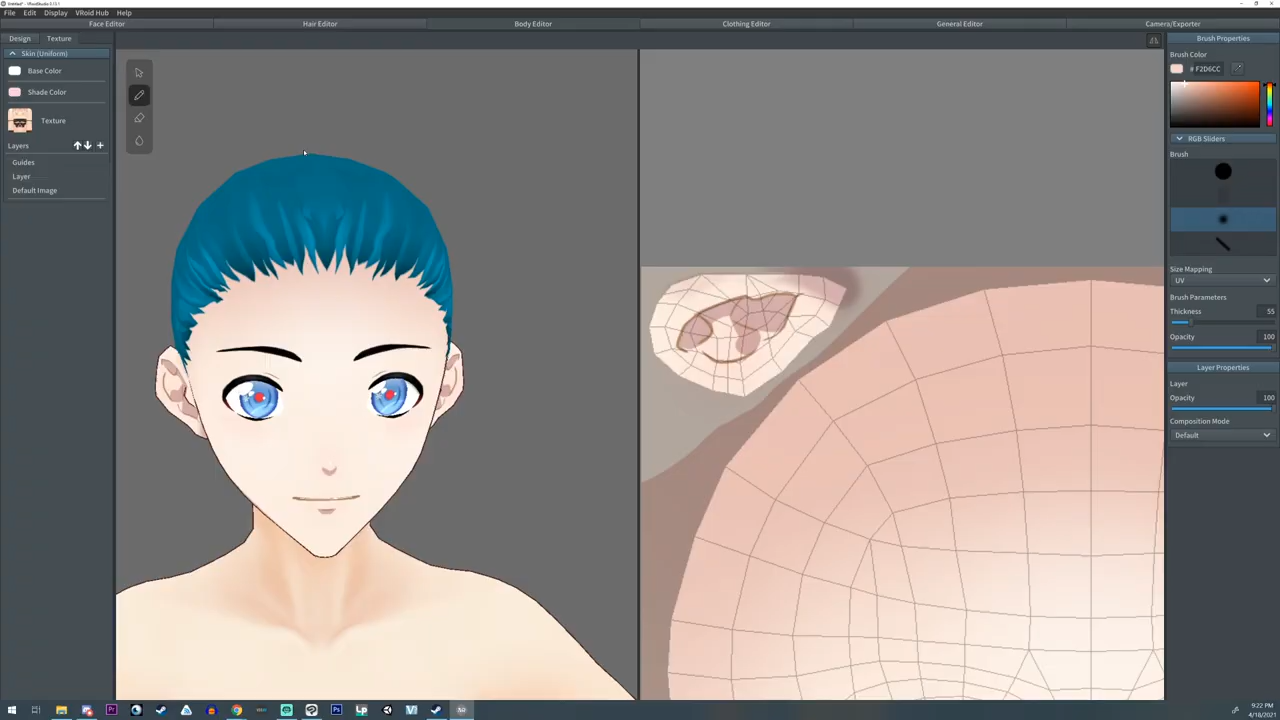 File Edit Display VRoid Hub Help
Face Editor Hair Editor Body Editor Clothing Editor General Editor Camera/Exporter
Design Texture
Skin (Uniform)
Base Color
Shade Color
Texture
Layers
Guides
Layer
Default Image
Brush Properties
Brush Color
# F2D6CC
RGB Sliders
Brush
Size Mapping
UV
Brush Parameters
Thickness 55
Opacity 100
Layer Properties
Layer
Opacity 100
Composition Mode
Default
9:22 PM
4/18/2021